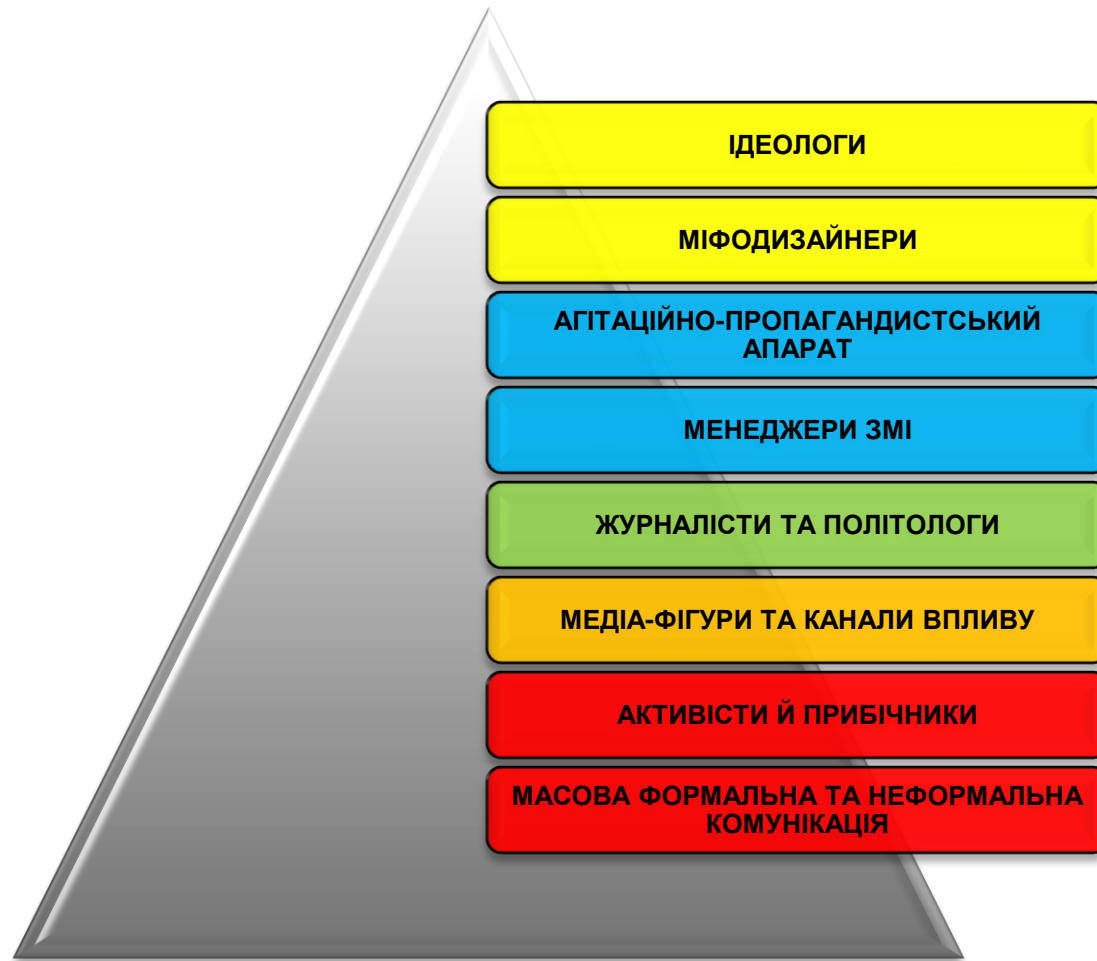 ІДЕОЛОГИ
МІФОДИЗАЙНЕРИ
АГІТАЦІЙНО-ПРОПАГАНДИСТСЬКИЙ
АПАРАТ
МЕНЕДЖЕРИ ЗМІ
ЖУРНАЛІСТИ ТА ПОЛІТОЛОГИ
МЕДІА-ФІГУРИ ТА КАНАЛИ ВПЛИВУ
АКТИВІСТИ Й ПРИБІЧНИКИ
МАСОВА ФОРМАЛЬНА ТА НЕФОРМАЛЬНА
КОМУНІКАЦІЯ